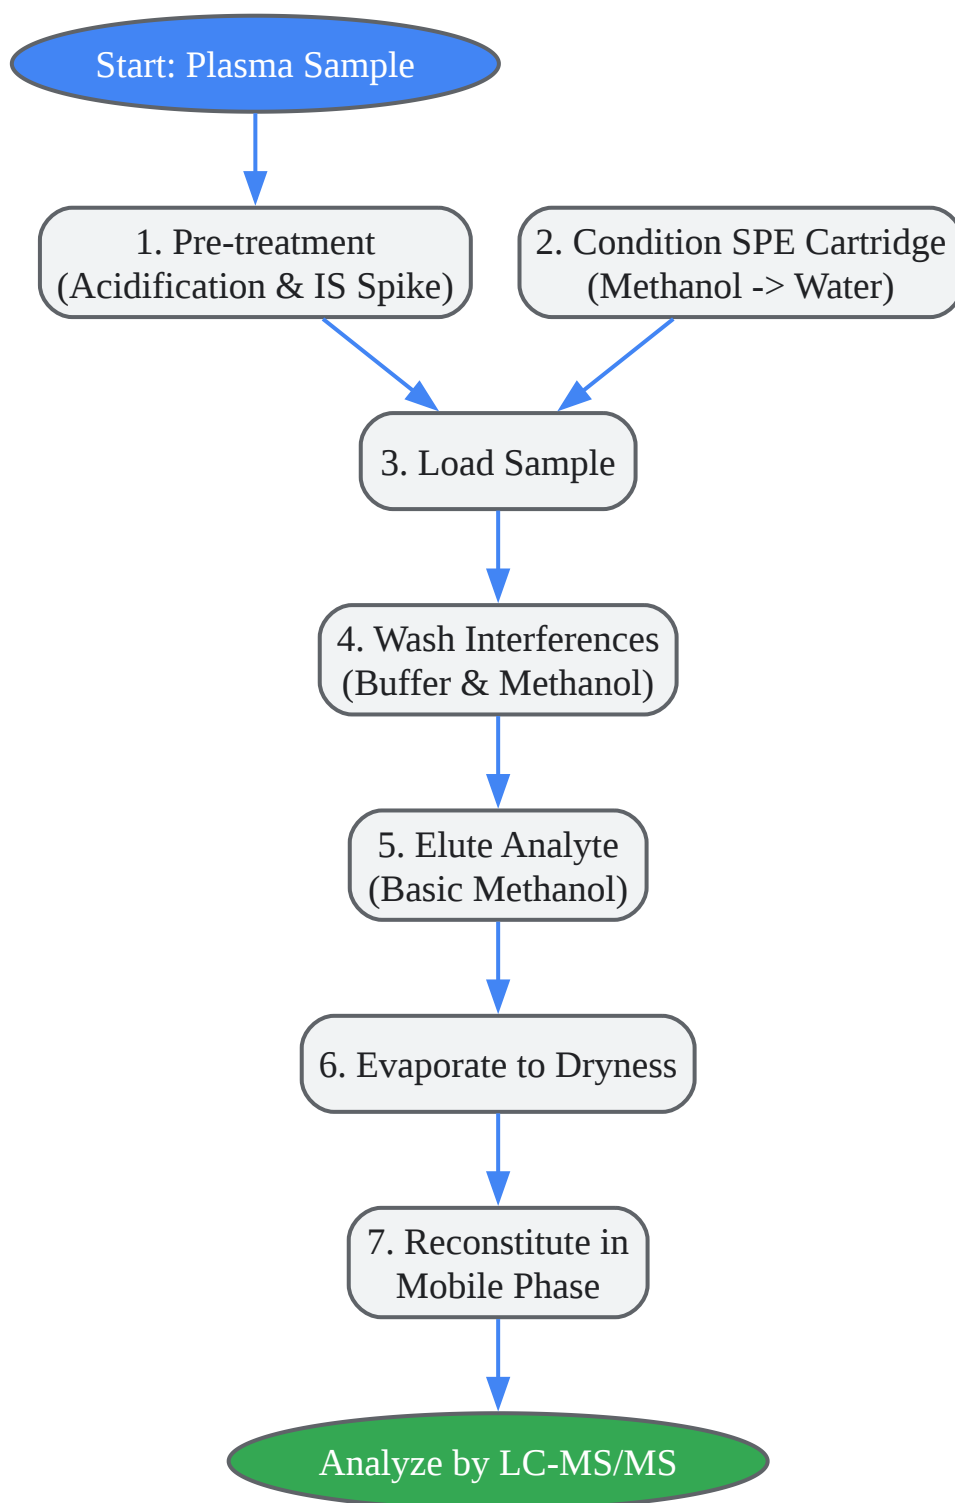 Start: Plasma Sample
1. Pre-treatment
(Acidification & IS Spike)
2. Condition SPE Cartridge
(Methanol -> Water)
3. Load Sample
4. Wash Interferences
(Buffer & Methanol)
5. Elute Analyte
(Basic Methanol)
6. Evaporate to Dryness
7. Reconstitute in
Mobile Phase
Analyze by LC-MS/MS